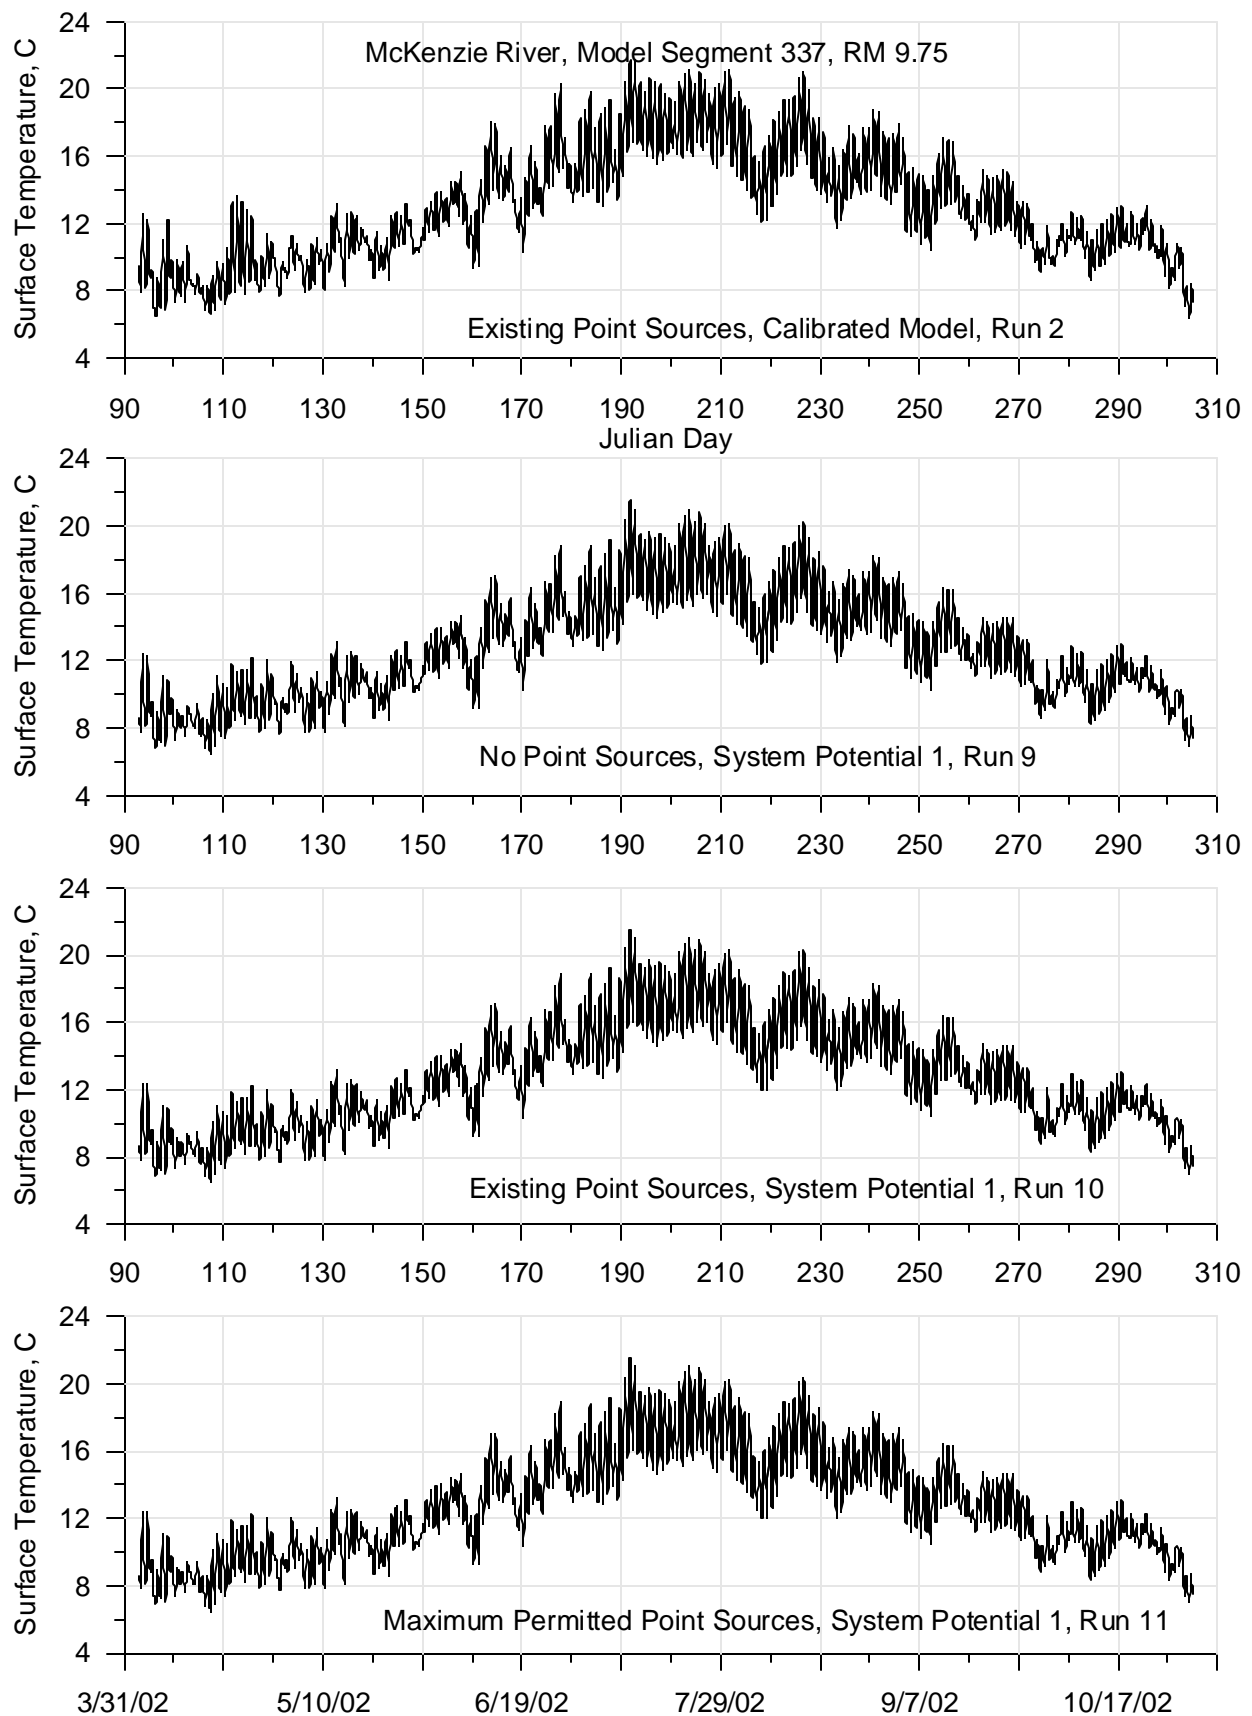 24
McKenzie River, Model Segment 337, RM 9.75
20
16
12
8
4
Surface Temperature, C
Existing Point Sources, Calibrated Model, Run 2
90 110 130 150 170 190 210 230 250 270 290 310
Julian Day
24
20
16
12
8
4
Surface Temperature, C
No Point Sources, System Potential 1, Run 9
90 110 130 150 170 190 210 230 250 270 290 310
24
20
16
12
8
4
Surface Temperature, C
Existing Point Sources, System Potential 1, Run 10
90 110 130 150 170 190 210 230 250 270 290 310
24
20
16
12
8
4
Surface Temperature, C
Maximum Permitted Point Sources, System Potential 1, Run 11
3/31/02 5/10/02 6/19/02 7/29/02 9/7/02 10/17/02